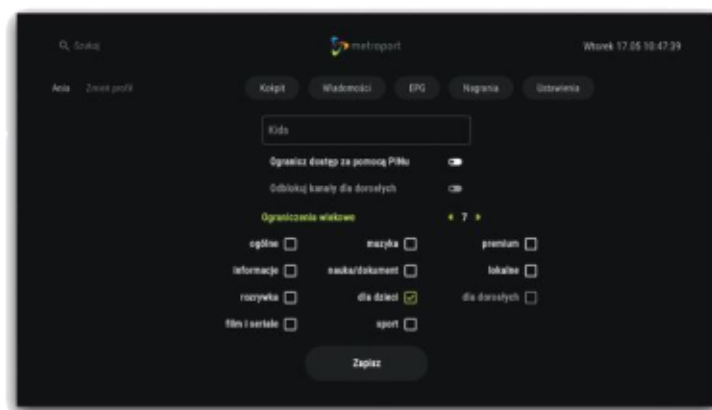 Szukaj metroport Wtorek 17.05 10:47:39
Ania Zmień profil Kokpit Wiadomości EPG Nagrania Ustawienia
Kids
Ogranicz dostęp za pomocą PINu
Odblokuj kanały dla dorosłych
Ograniczenia wiekowe 7
ogólne muzyka premium
informacje nauka/dokument lokalne
rozrywka dla dzieci dla dorosłych
film i seriale sport
Zapisz